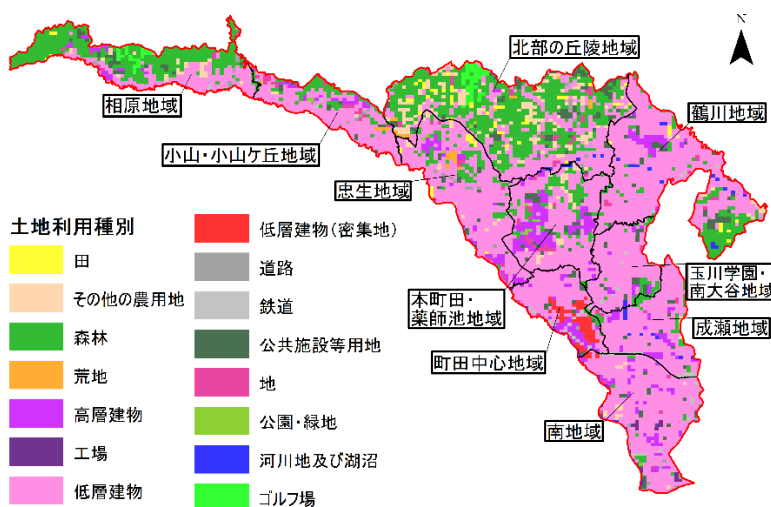 N
北部の丘陵地域
鶴川地域
相原地域
小山・小山ケ丘地域
忠生地域
土地利用種別
田
その他の農用地
森林
荒地
高層建物
工場
低層建物
低層建物(密集地)
道路
鉄道
公共施設等用地
地
公園・緑地
河川地及び湖沼
ゴルフ場
本町田・
薬師池地域
町田中心地域
玉川学園・
南大谷地域
成瀬地域
南地域